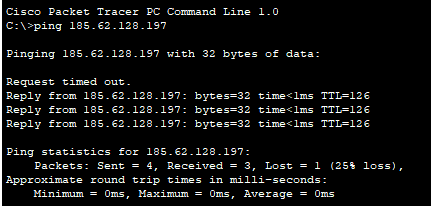 Cisco Packet Tracer PC Command Line 1.0
C:\>ping 185.62.128.197
Pinging 185.62.128.197 with 32 bytes of data:
Request timed out.
Reply from 185.62.128.197: bytes=32 time<1ms TTL=126
Reply from 185.62.128.197: bytes=32 time<1ms TTL=126
Reply from 185.62.128.197: bytes=32 time<1ms TTL=126
Ping statistics for 185.62.128.197:
Packets: Sent = 4, Received = 3, Lost = 1 (25% loss),
Approximate round trip times in milli-seconds:
Minimum = 0ms, Maximum = 0ms, Average = 0ms